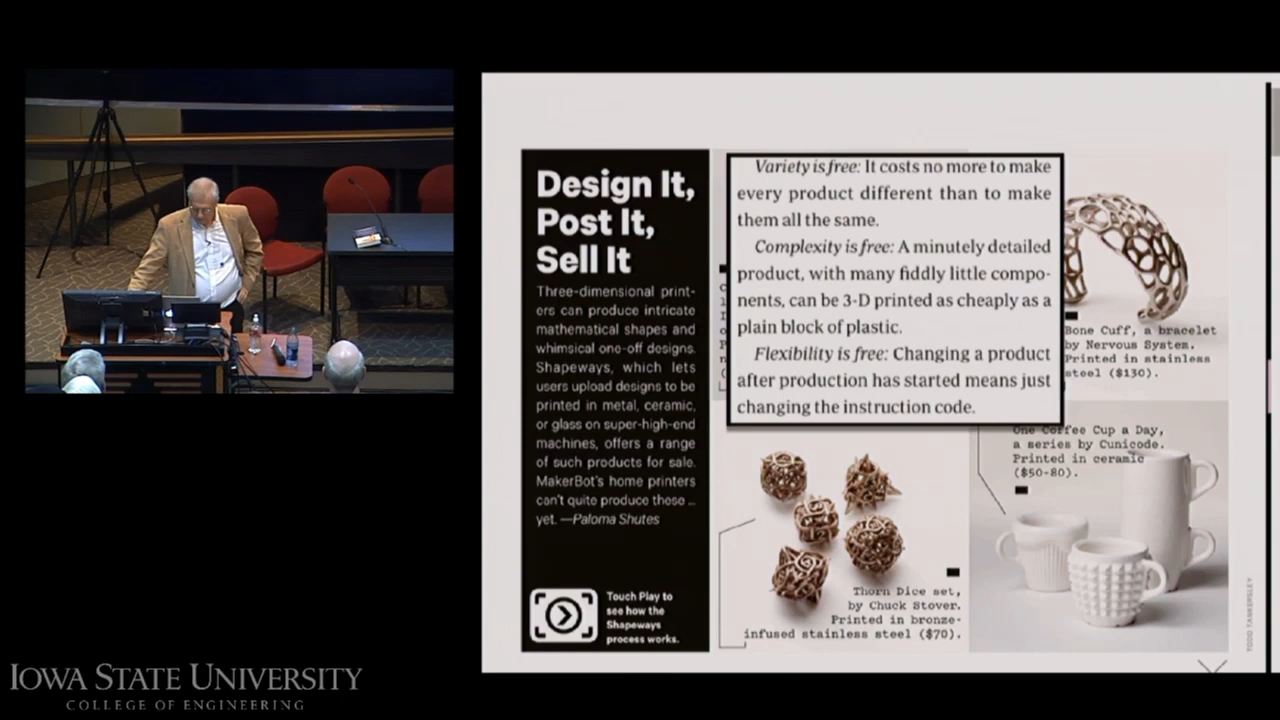 Design It,
Post It,
Sell It
Three-dimensional print-
ers can produce intricate
mathematical shapes and
whimsical one-off designs.
Shapeways, which lets
users upload designs to be
printed in metal, ceramic,
or glass on super-high-end
machines, offers a range
of such products for sale.
MakerBot's home printers
can't quite produce these ...
yet. —Paloma Shutes
Touch Play to
see how the
Shapeways
process works.
Variety is free: It costs no more to make
every product different than to make
them all the same.
Complexity is free: A minutely detailed
product, with many fiddly little compo-
nents, can be 3-D printed as cheaply as a
plain block of plastic.
Flexibility is free: Changing a product
after production has started means just
changing the instruction code.
Bone Cuff, a bracelet
by Nervous System.
Printed in stainless
steel ($130).
One Coffee Cup a Day,
a series by Cunicode.
Printed in ceramic
($50-80).
Thorn Dice set,
by Chuck Stover.
Printed in bronze-
infused stainless steel ($70).
TODD TANKERSLEY
IOWA STATE UNIVERSITY
COLLEGE OF ENGINEERING